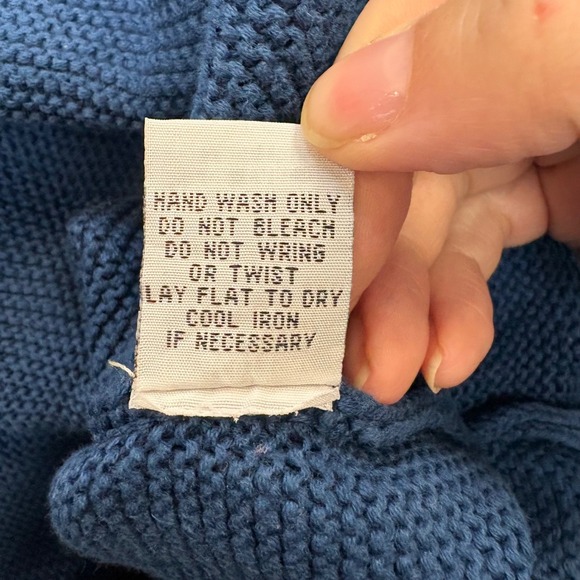 HAND WASH ONLY
DO NOT BLEACH
DO NOT WRING
OR TWIST
LAY FLAT TO DRY
COOL IRON
IF NECESSARY